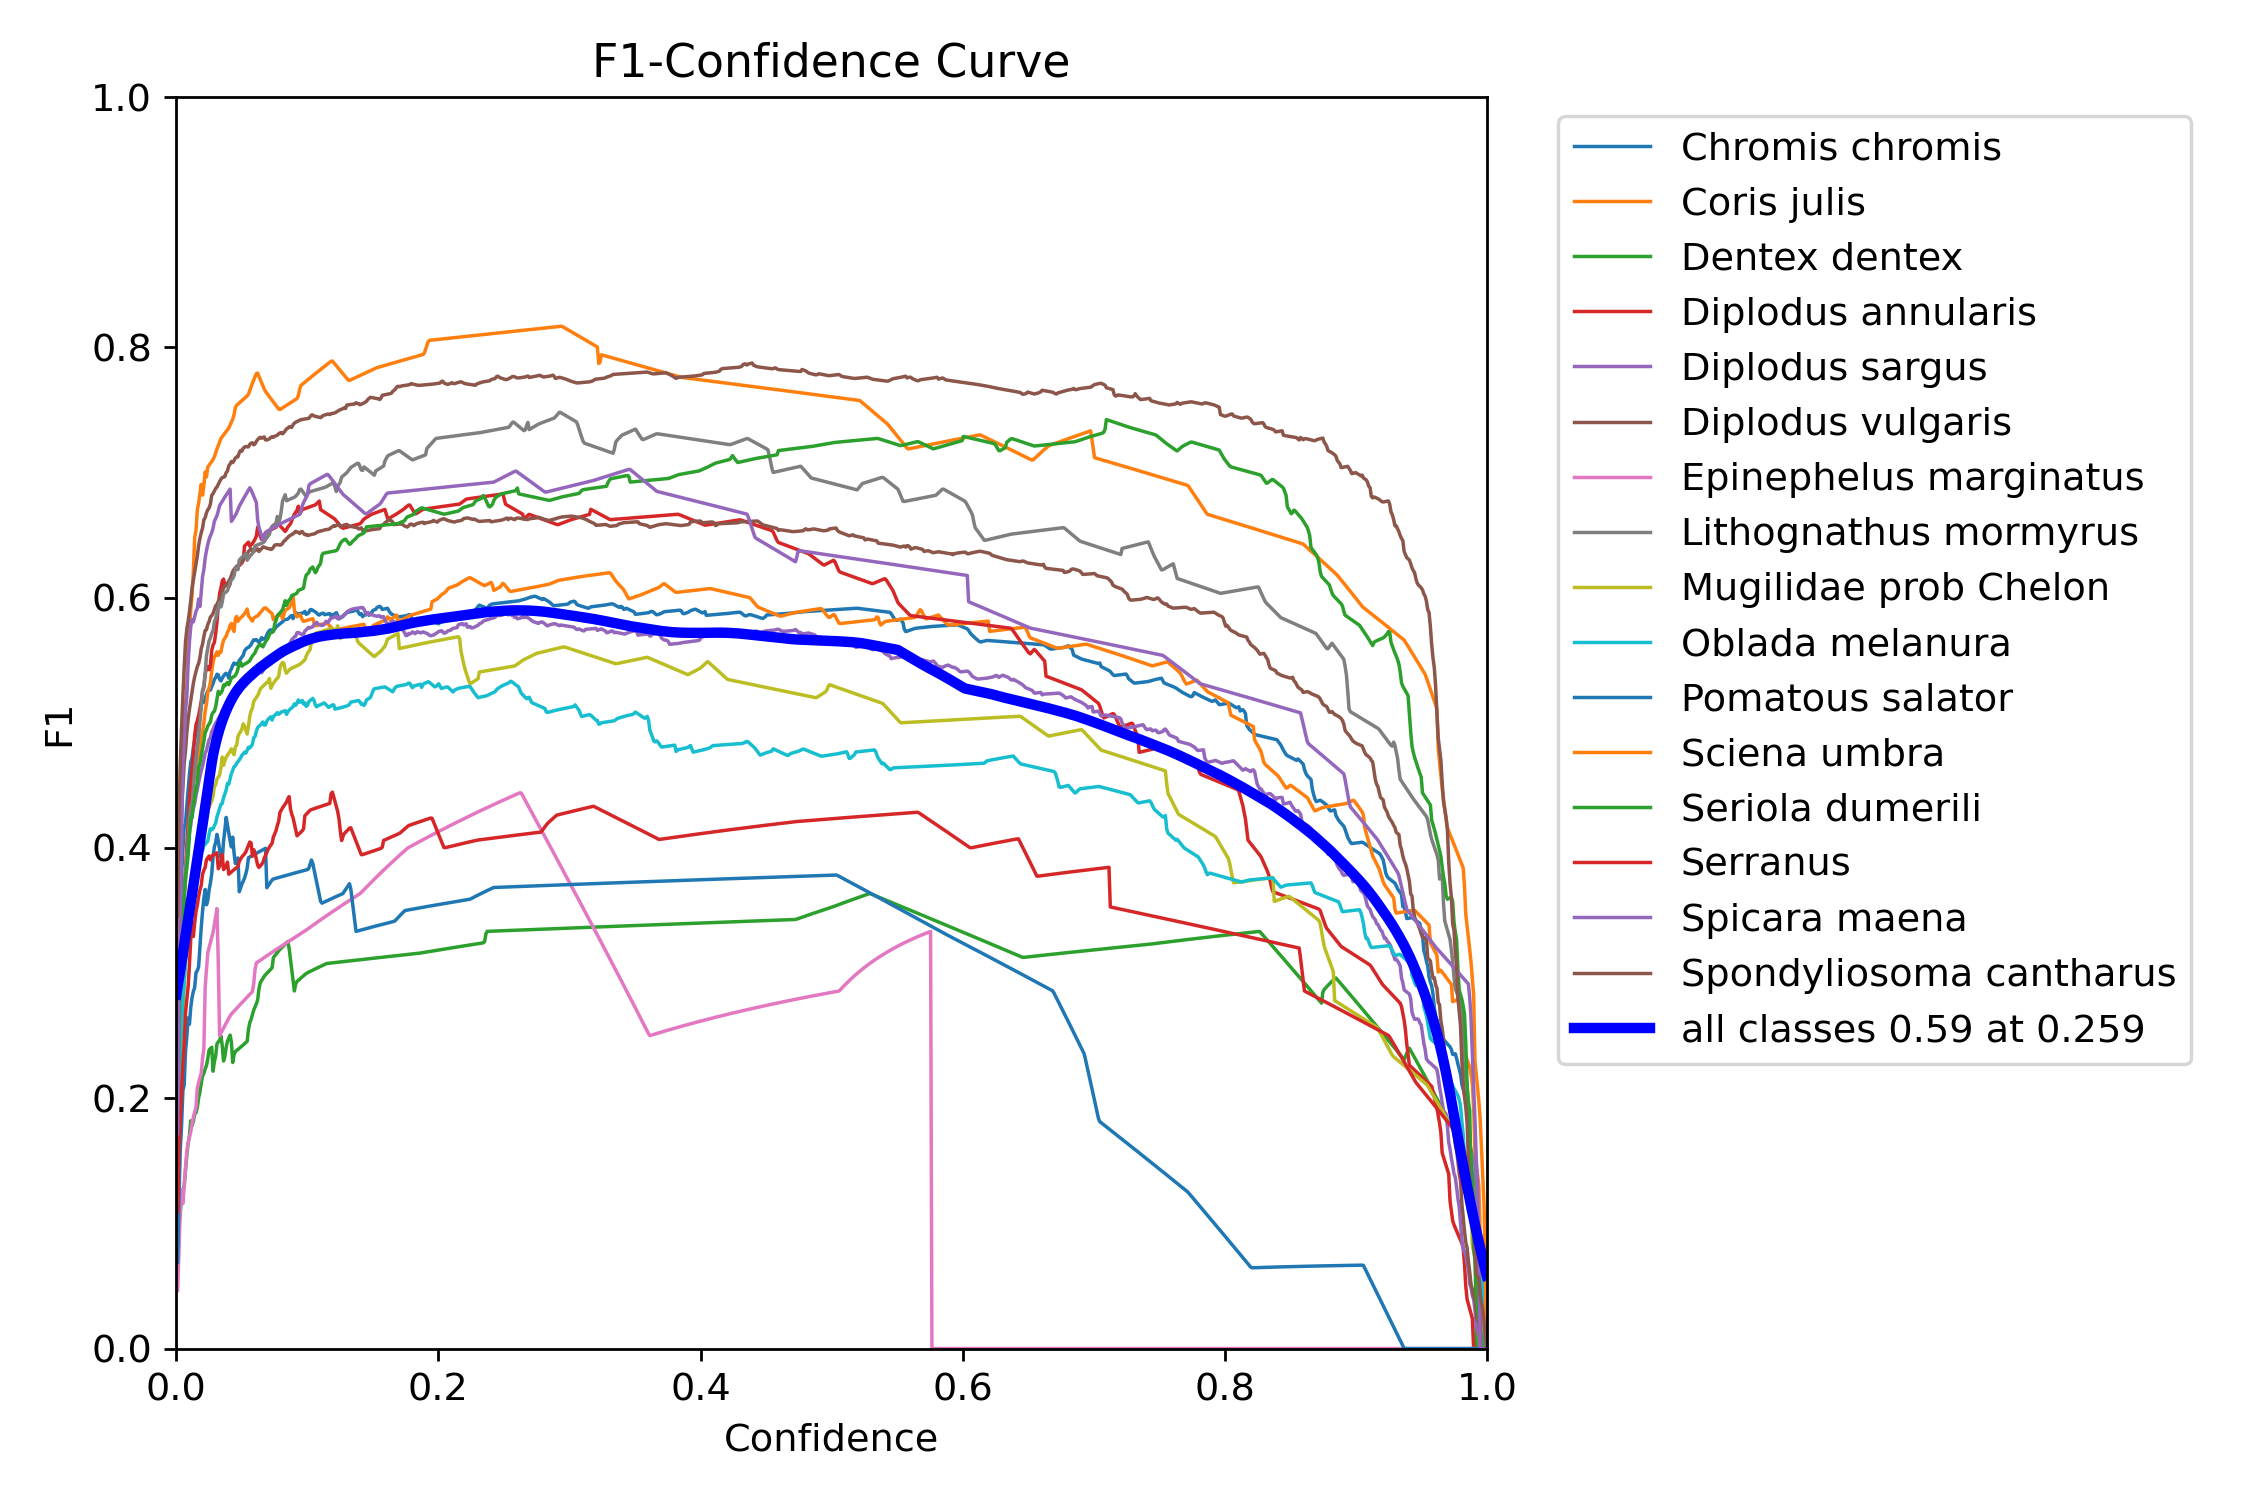 F1-Confidence Curve
1.0
0.8
0.6
0.4
0.2
0.0
F1
0.0 0.2 0.4 0.6 0.8 1.0
Confidence
Chromis chromis
Coris julis
Dentex dentex
Diplodus annularis
Diplodus sargus
Diplodus vulgaris
Epinephelus marginatus
Lithognathus mormyrus
Mugilidae prob Chelon
Oblada melanura
Pomatous salator
Sciena umbra
Seriola dumerili
Serranus
Spicara maena
Spondyliosoma cantharus
all classes 0.59 at 0.259